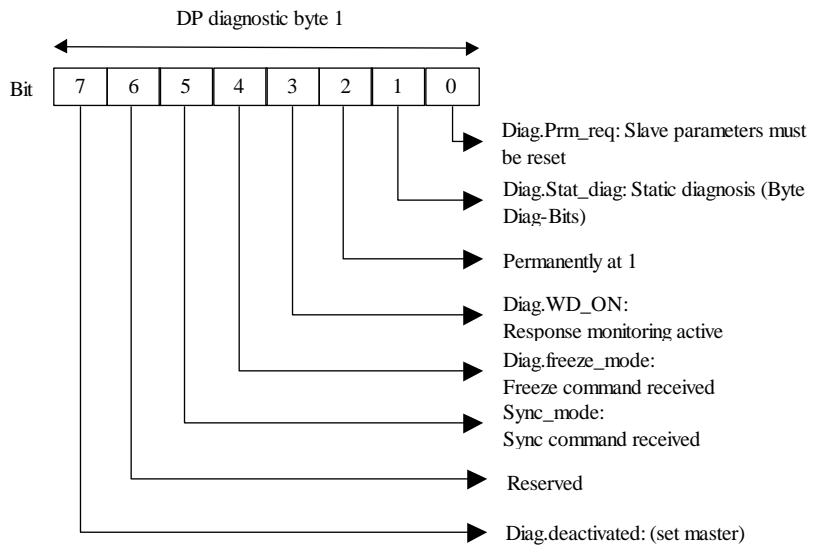 DP diagnostic byte 1
Bit 7 6 5 4 3 2 1 0
Diag.Prm_req: Slave parameters must
be reset
Diag.Stat_diag: Static diagnosis (Byte
Diag-Bits)
Permanently at 1
Diag.WD_ON:
Response monitoring active
Diag.freeze_mode:
Freeze command received
Sync_mode:
Sync command received
Reserved
Diag.deactivated: (set master)